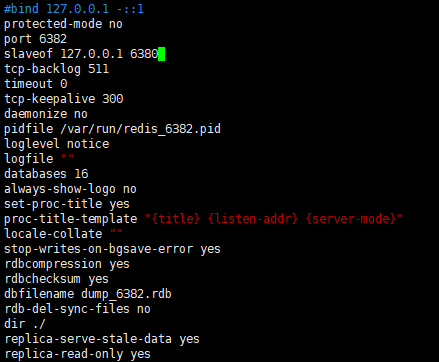 #bind 127.0.0.1 -::1
protected-mode no
port 6382
slaveof 127.0.0.1 6380
tcp-backlog 511
timeout 0
tcp-keepalive 300
daemonize no
pidfile /var/run/redis_6382.pid
loglevel notice
logfile ""
databases 16
always-show-logo no
set-proc-title yes
proc-title-template "{title} {listen-addr} {server-mode}"
locale-collate ""
stop-writes-on-bgsave-error yes
rdbcompression yes
rdbchecksum yes
dbfilename dump_6382.rdb
rdb-del-sync-files no
dir ./
replica-serve-stale-data yes
replica-read-only yes